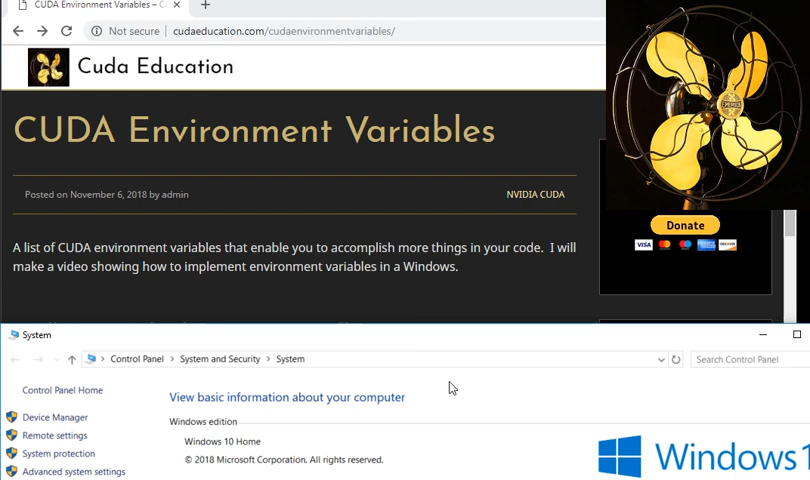 CUDA Environment Variables – C
Not secure
cudaeducation.com/cudaenvironmentvariables/
Cuda Education
CUDA Environment Variables
Posted on November 6, 2018 by admin
NVIDIA CUDA
A list of CUDA environment variables that enable you to accomplish more things in your code. I will
make a video showing how to implement environment variables in a Windows.
Donate
VISA
System
Control Panel > System and Security > System
Search Control Panel
Control Panel Home
View basic information about your computer
Device Manager
Windows edition
Remote settings
Windows 10 Home
System protection
© 2018 Microsoft Corporation. All rights reserved.
Advanced system settings
Windows 1